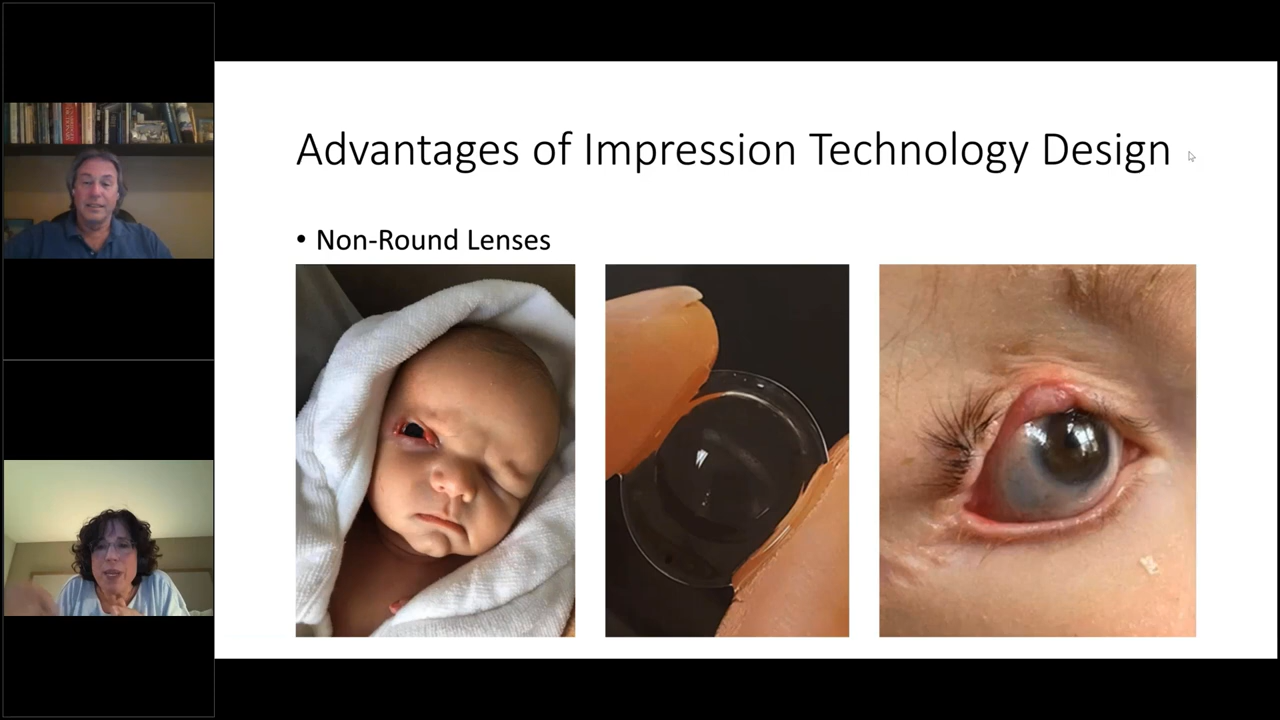 Advantages of Impression Technology Design
• Non-Round Lenses